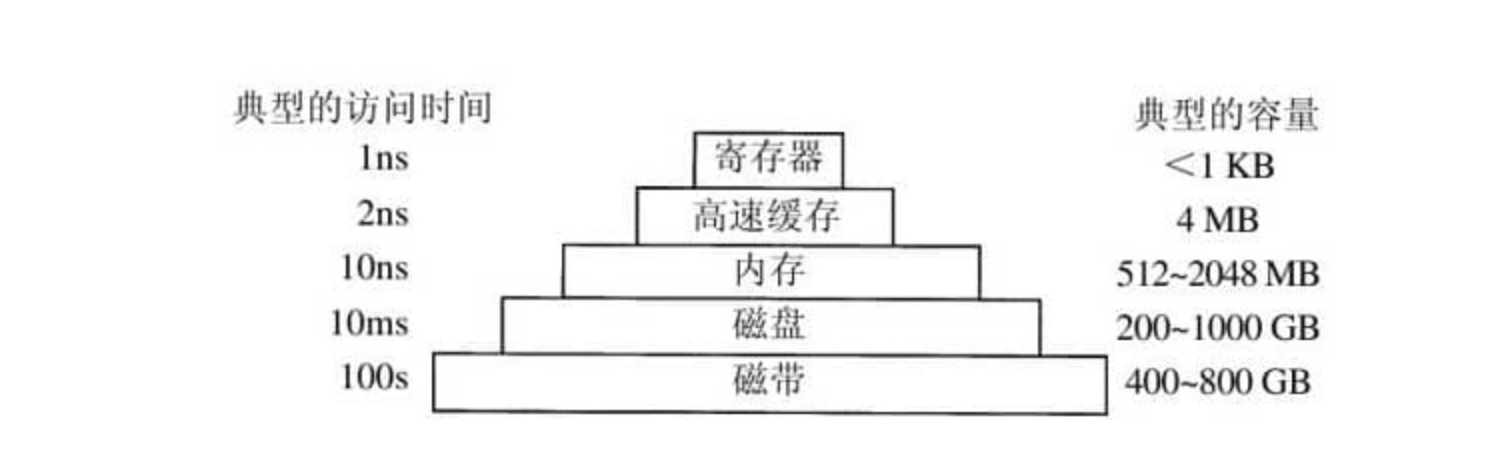 典型的访问时间 典型的容量
1ns 寄存器 <1 KB
2ns 高速缓存 4 MB
10ns 内存 512~2048 MB
10ms 磁盘 200~1000 GB
100s 磁带 400~800 GB